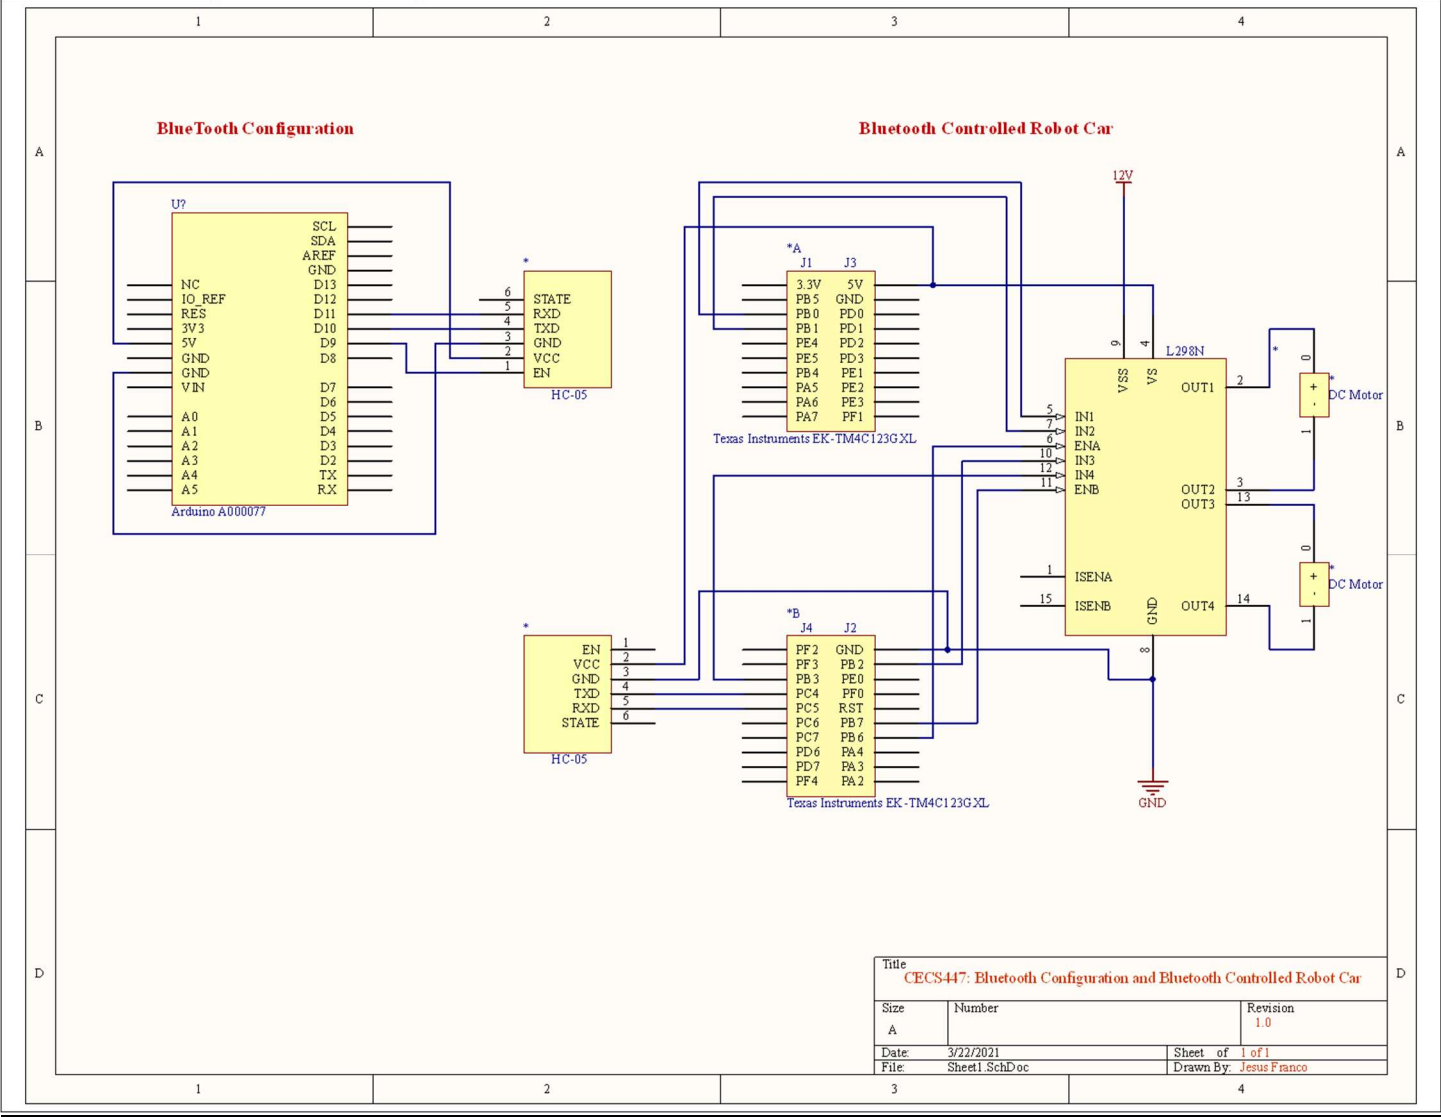 1 2 3 4
A A
B B
C C
D D
BlueTooth Configuration
U?
SCL
SDA
AREF
GND
NC D13
IO_REF D12
RES D11
3V3 D10
5V D9
GND D8
GND
VIN D7
D6
A0 D5
A1 D4
A2 D3
A3 D2
A4 TX
A5 RX
Arduino A000077
*
6 STATE
5 RXD
4 TXD
3 GND
2 VCC
1 EN
HC-05
Bluetooth Controlled Robot Car
*A
J1 J3
3.3V 5V
PB5 GND
PB0 PD0
PB1 PD1
PE4 PD2
PE5 PD3
PB4 PE1
PA5 PE2
PA6 PE3
PA7 PF1
Texas Instruments EK-TM4C123GXL
12V
9 4
L298N
VSS VS
OUT1 2
5 IN1
7 IN2
6 ENA
10 IN3
12 IN4
11 ENB
OUT2 3
OUT3 13
1 ISENA
15 ISENB
GND
OUT4 14
8
*
0
+
-
*
DC Motor
1
0
+
-
*
DC Motor
1
GND
*
EN 1
VCC 2
GND 3
TXD 4
RXD 5
STATE 6
HC-05
*B
J4 J2
PF2 GND
PF3 PB2
PB3 PE0
PC4 PF0
PC5 RST
PC6 PB7
PC7 PB6
PD6 PA4
PD7 PA3
PF4 PA2
Texas Instruments EK-TM4C123GXL
Title
CECS447: Bluetooth Configuration and Bluetooth Controlled Robot Car
Size Number Revision
A 1.0
Date: 3/22/2021 Sheet of 1 of 1
File: Sheet1.SchDoc Drawn By: Jesus Franco
1 2 3 4